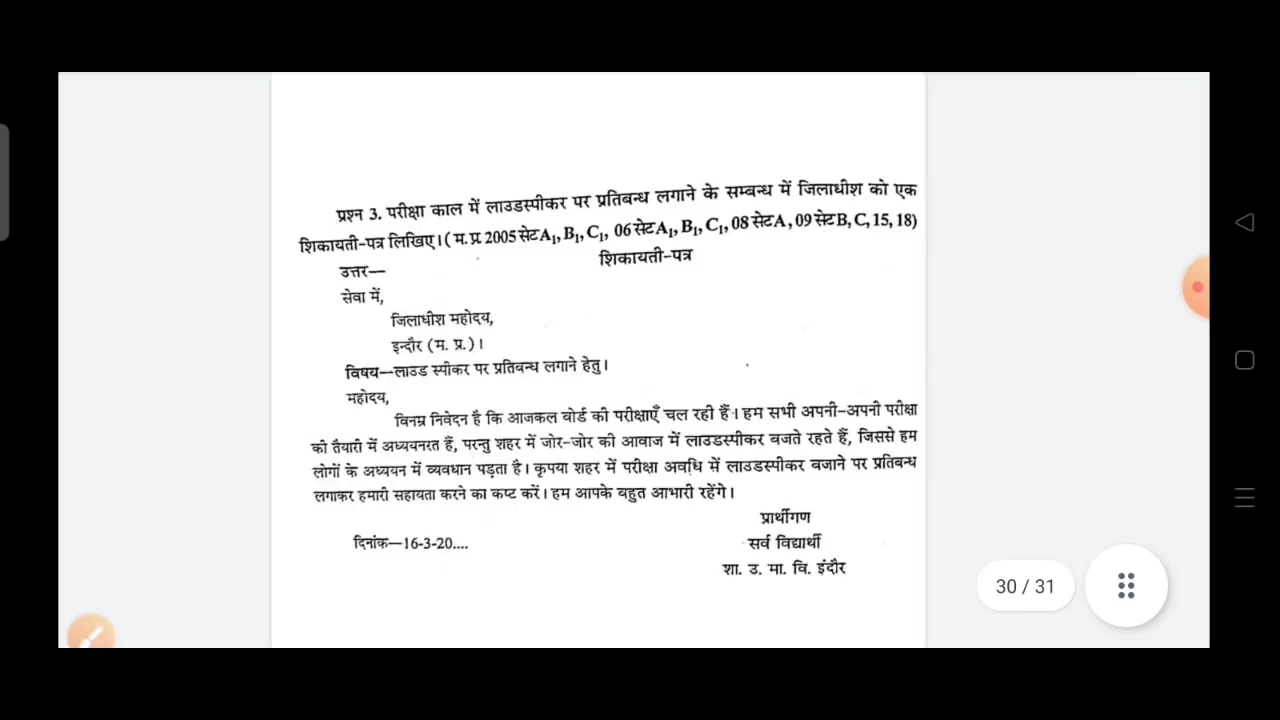 प्रश्न 3. परीक्षा काल में लाउडस्पीकर पर प्रतिबन्ध लगाने के सम्बन्ध में जिलाधीश को एक
शिकायती-पत्र लिखिए। ( म. प्र. 2005 सेट A₁, B₁, C₁, 06 सेट A₁, B₁, C₁, 08 सेट A, 09 सेट B, C, 15, 18)
उत्तर—
शिकायती-पत्र
सेवा में,
जिलाधीश महोदय,
इन्दौर (म. प्र.)।
विषय—लाउड स्पीकर पर प्रतिबन्ध लगाने हेतु।
महोदय,
विनम्र निवेदन है कि आजकल बोर्ड की परीक्षाएँ चल रही हैं। हम सभी अपनी-अपनी परीक्षा
की तैयारी में अध्ययनरत हैं, परन्तु शहर में जोर-जोर की आवाज में लाउडस्पीकर बजते रहते हैं, जिससे हम
लोगों के अध्ययन में व्यवधान पड़ता है। कृपया शहर में परीक्षा अवधि में लाउडस्पीकर बजाने पर प्रतिबन्ध
लगाकर हमारी सहायता करने का कष्ट करें। हम आपके बहुत आभारी रहेंगे।
प्रार्थीगण
दिनांक—16-3-20....
सर्व विद्यार्थी
शा. उ. मा. वि. इंदौर
30 / 31